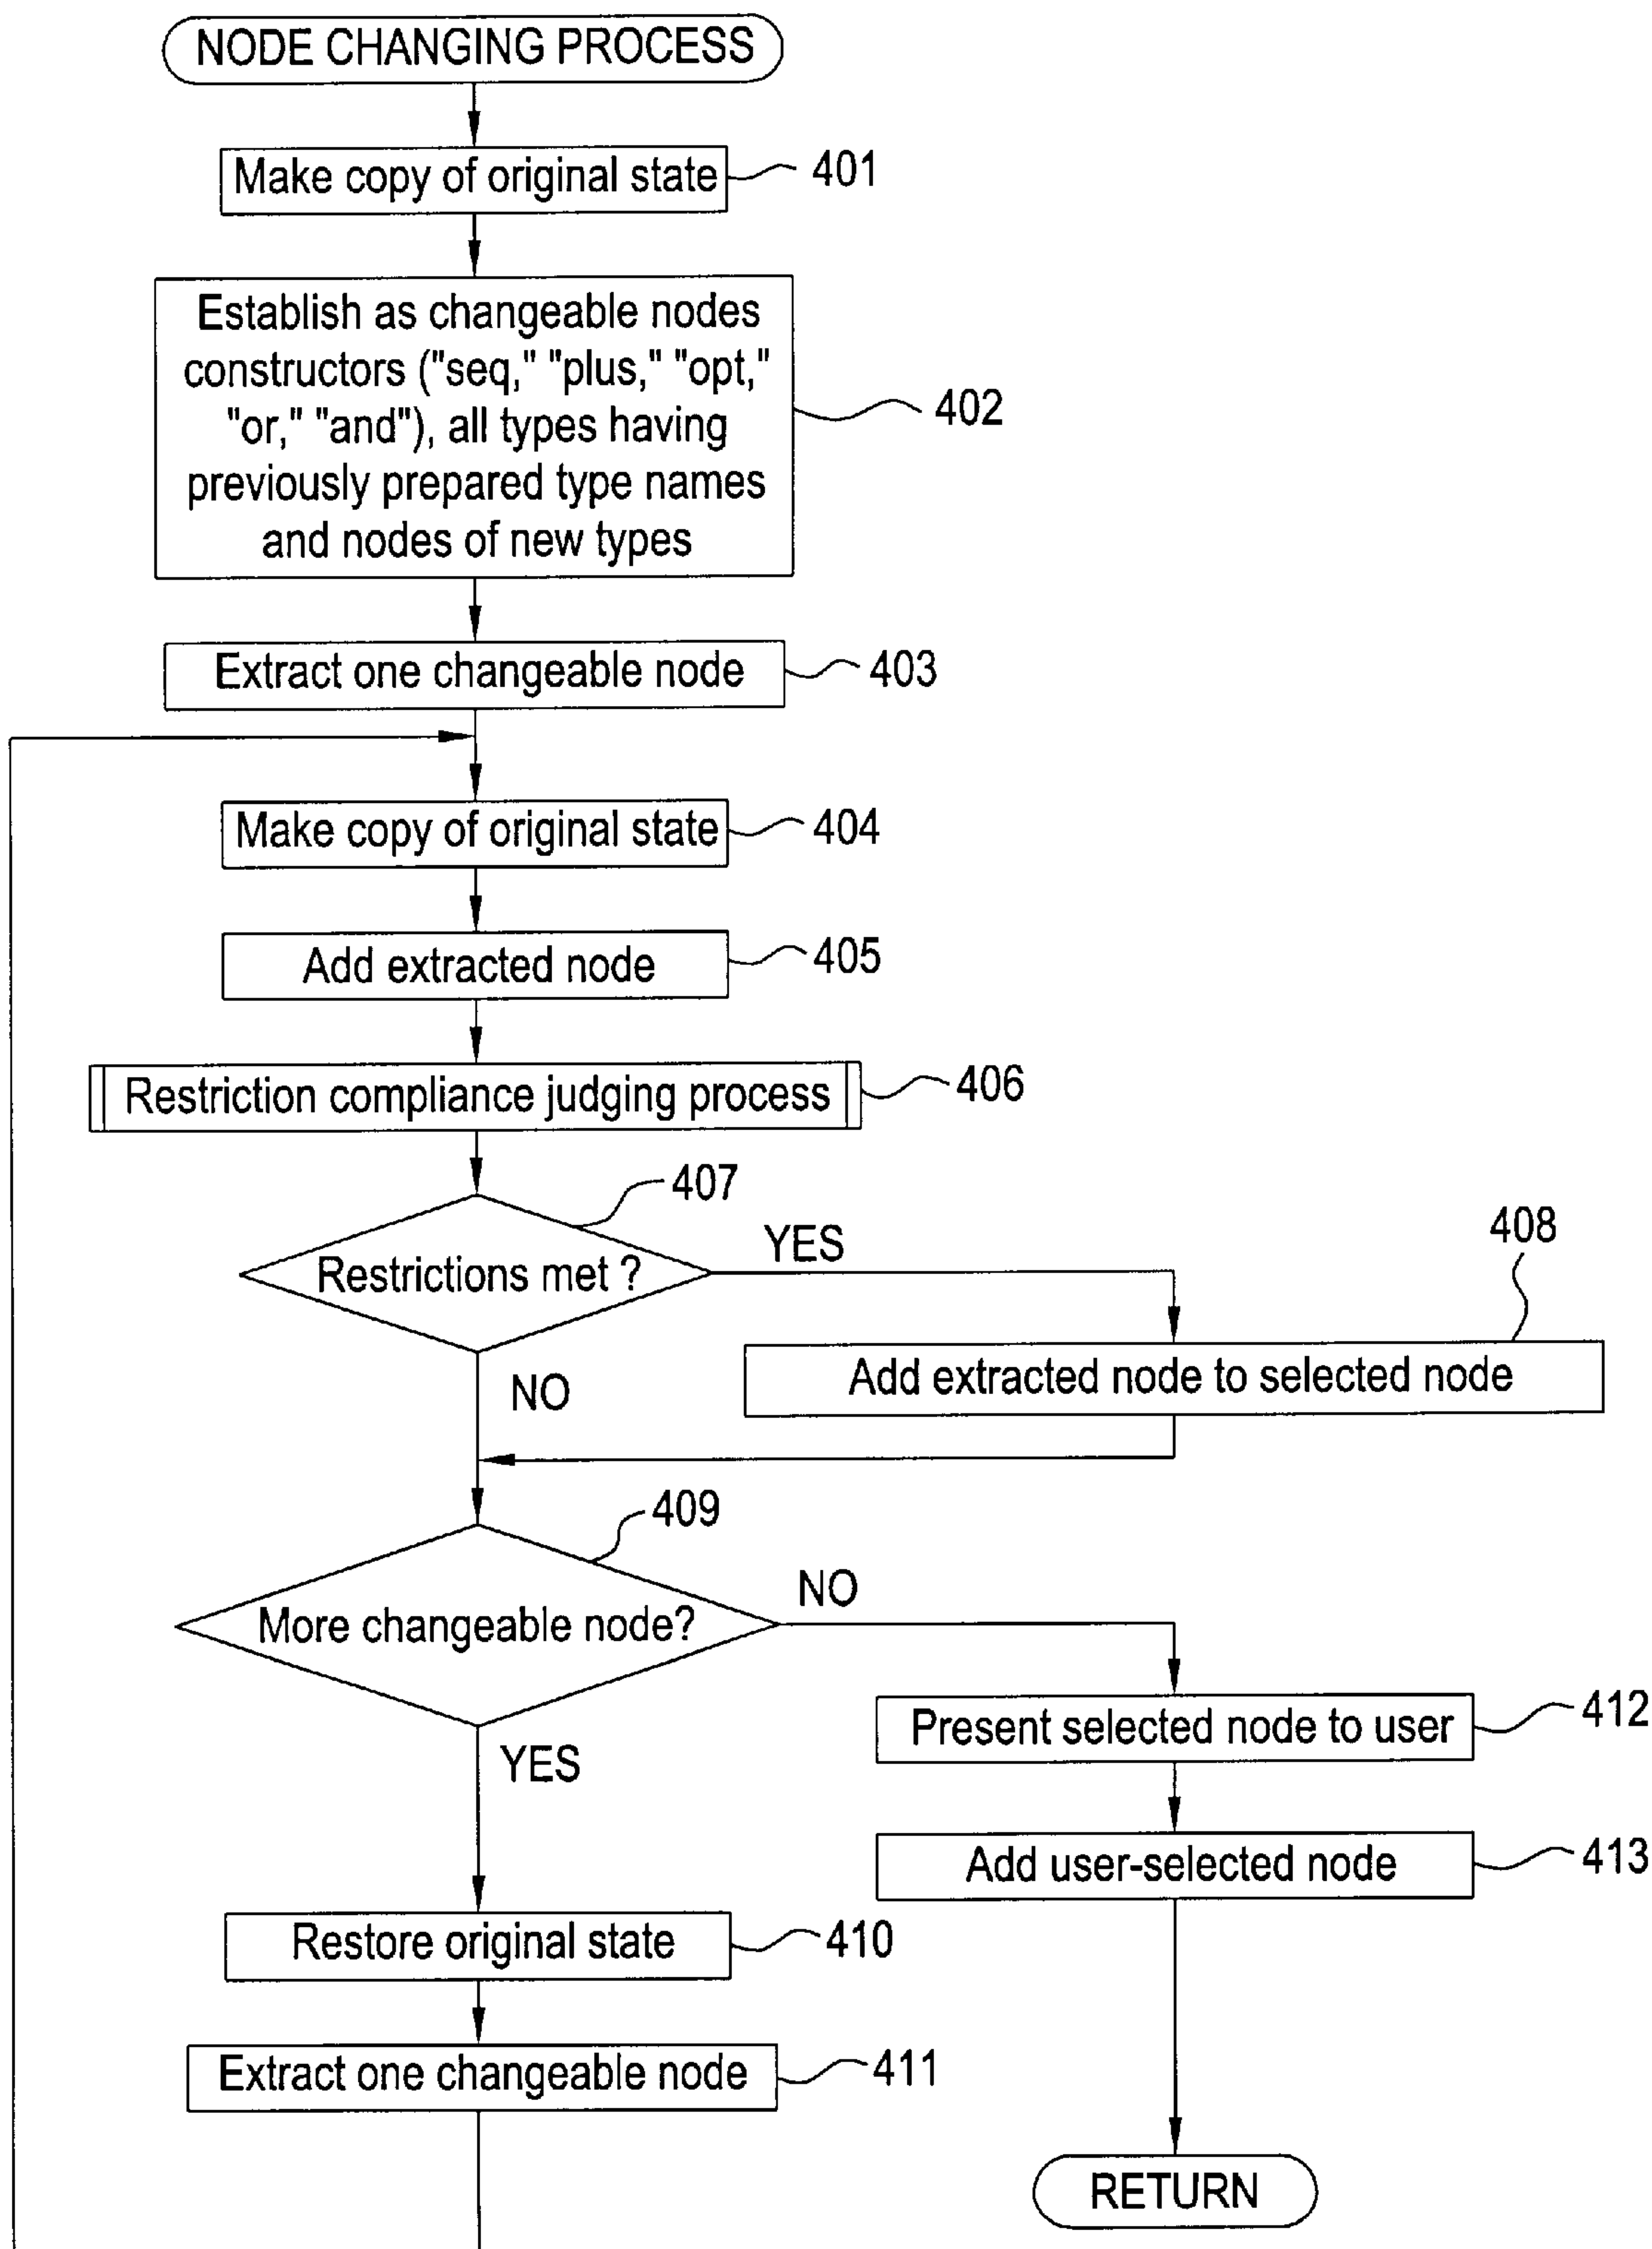 NODE CHANGING PROCESS
Make copy of original state
401
Establish as changeable nodes
constructors ("seq," "plus," "opt,"
"or," "and"), all types having
previously prepared type names
and nodes of new types
402
Extract one changeable node
403
Make copy of original state
404
Add extracted node
405
Restriction compliance judging process
406
407
Restrictions met ?
YES
408
NO
Add extracted node to selected node
409
More changeable node?
NO
YES
Present selected node to user
412
Add user-selected node
413
Restore original state
410
Extract one changeable node
411
RETURN